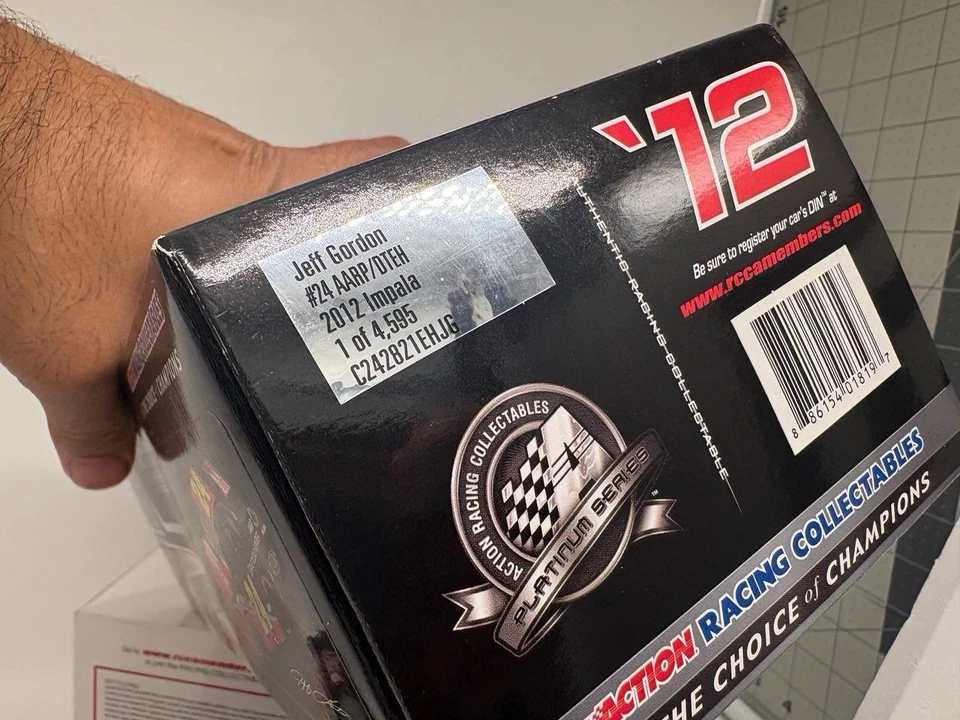 Jeff Gordon
#24 AARP/DTEH
2012 Impala
1 of 4,595
C242821EHJG
'12
Be sure to register your car's DIN™ at
www.rccamembers.com
AUTHENTIC RACING COLLECTABLE
8 86154 01819 7
ACTION RACING COLLECTABLES
PLATINUM SERIES
™
ACTION RACING COLLECTABLES
THE CHOICE of CHAMPIONS
24